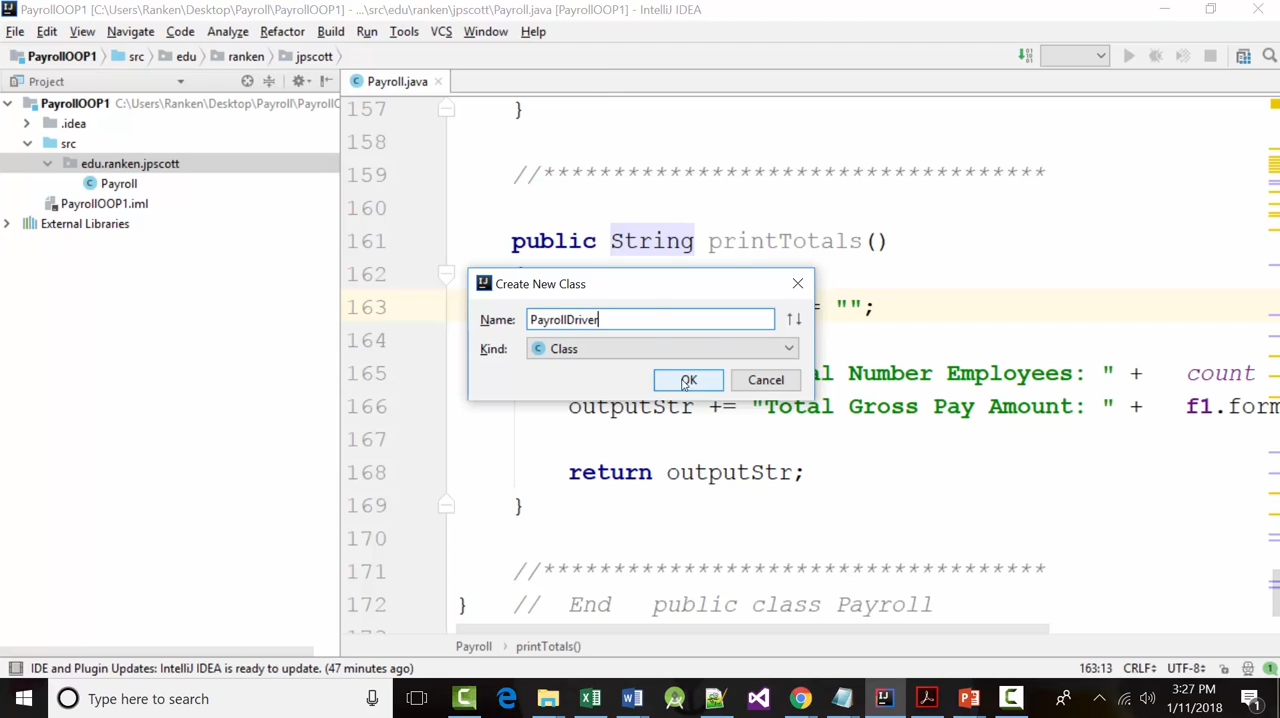 PayrollOOP1 [C:\Users\Ranken\Desktop\Payroll\PayrollOOP1] - ...\src\edu\ranken\jpscott\Payroll.java [PayrollOOP1] - IntelliJ IDEA
File Edit View Navigate Code Analyze Refactor Build Run Tools VCS Window Help
PayrollOOP1 src edu ranken jpscott
Project
Payroll.java
PayrollOOP1 C:\Users\Ranken\Desktop\Payroll\PayrollO
.idea
src
edu.ranken.jpscott
Payroll
PayrollOOP1.iml
External Libraries
157 }
158
159 //************************************
160
161 public String printTotals()
162
163 = "";
164
165 al Number Employees: " + count
166 outputStr += "Total Gross Pay Amount: " + f1.form
167
168 return outputStr;
169 }
170
171 //************************************
172 } // End public class Payroll
Create New Class
Name: PayrollDriver
Kind: Class
OK Cancel
Payroll printTotals()
IDE and Plugin Updates: IntelliJ IDEA is ready to update. (47 minutes ago)
163:13 CRLF UTF-8
Type here to search
3:27 PM
1/11/2018